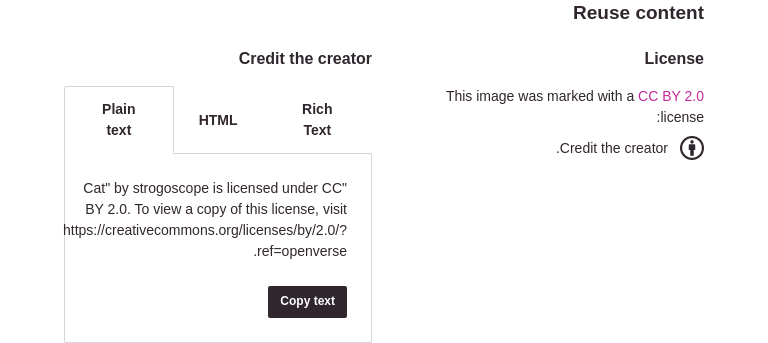 Reuse content
License
This image was marked with a CC BY 2.0
license:
Credit the creator.
Credit the creator
Plain
text
HTML
Rich
Text
"Cat" by strogoscope is licensed under CC
BY 2.0. To view a copy of this license, visit
https://creativecommons.org/licenses/by/2.0/?
ref=openverse.
Copy text